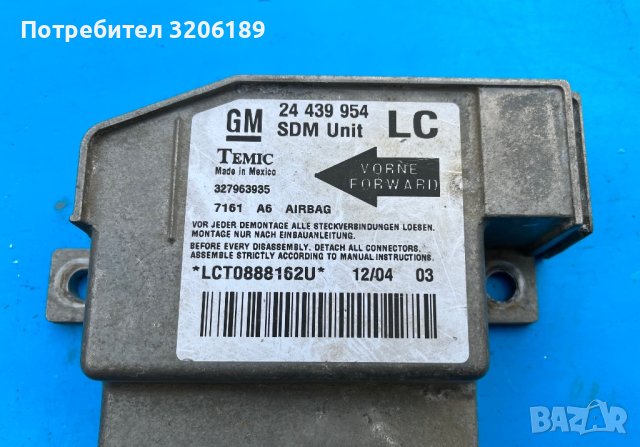 Потребител 3206189
GM 24 439 954 LC
SDM Unit
TEMIC
Made in Mexico
327963935
VORNE
FORWARD
7161 A6 AIRBAG
VOR JEDER DEMONTAGE ALLE STECKVERBINDUNGEN LOESEN.
MONTAGE NUR NACH EINBAUANLEITUNG.
BEFORE EVERY DISASSEMBLY. DETACH ALL CONNECTORS.
ASSEMBLE STRICTLY ACCORDING TO MANUAL INSTRUCTIONS.
*LCT0888162U* 12/04 03
BAZAR
bg